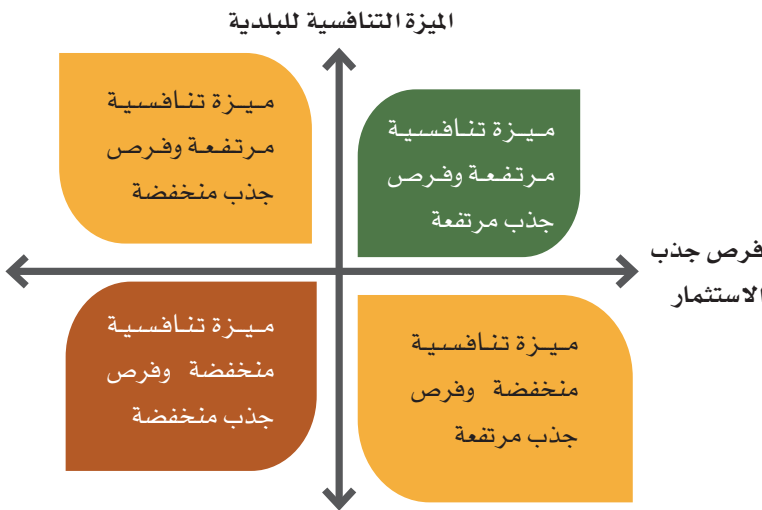 الميزة التنافسية للبلدية
ميزة تنافسية
مرتفعة وفرص
جذب مرتفعة
ميزة تنافسية
مرتفعة وفرص
جذب منخفضة
فرص جذب
الاستثمار
ميزة تنافسية
منخفضة وفرص
جذب مرتفعة
ميزة تنافسية
منخفضة وفرص
جذب منخفضة